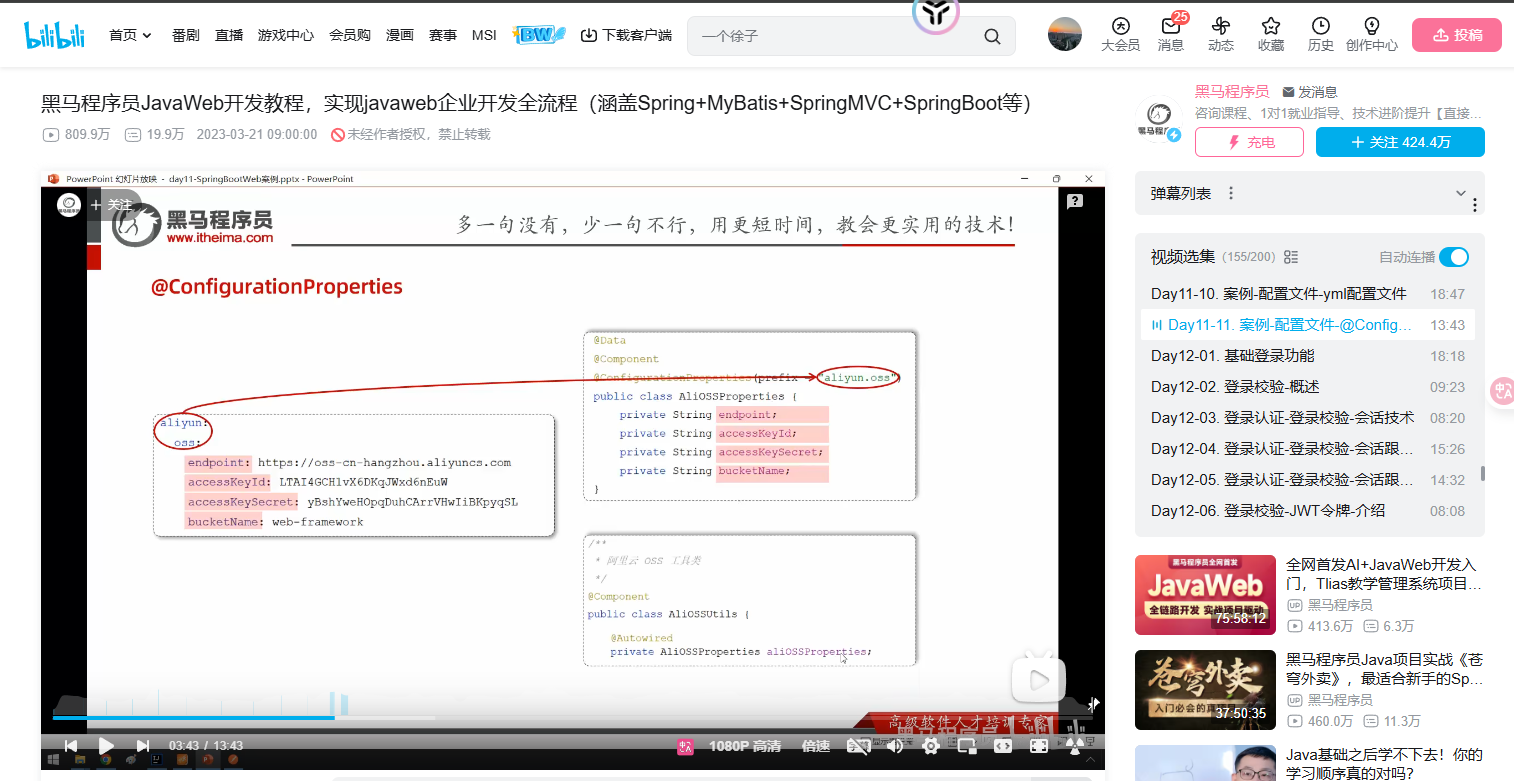 bilibili
首页
番剧
直播
游戏中心
会员购
漫画
赛事
MSI
BW
下载客户端
一个徐子
大会员
25
消息
动态
收藏
历史
创作中心
投稿
黑马程序员JavaWeb开发教程，实现javaweb企业开发全流程（涵盖Spring+MyBatis+SpringMVC+SpringBoot等）
809.9万 19.9万 2023-03-21 09:00:00 未经作者授权，禁止转载
PowerPoint 幻灯片放映 - day11-SpringBootWeb案例.pptx - PowerPoint
+ 关注
黑马程序员
www.itheima.com
多一句没有，少一句不行，用更短时间，教会更实用的技术！
@ConfigurationProperties
aliyun:
oss:
endpoint: https://oss-cn-hangzhou.aliyuncs.com
accessKeyId: LTAI4GCH1vX6DKqJWxd6nEuW
accessKeySecret: yBshYweHOpqDuhCArrVHwIiBKpyqSL
bucketName: web-framework
@Data
@Component
@ConfigurationProperties(prefix "aliyun.oss")
public class AliOSSProperties {
private String endpoint;
private String accessKeyId;
private String accessKeySecret;
private String bucketName;
}
/**
* 阿里云 OSS 工具类
*/
@Component
public class AliOSSUtils {
@Autowired
private AliOSSProperties aliOSSProperties;
高级软件人才培训专家
03:43 / 13:43
1080P 高清
倍速
黑马程序员
发消息
咨询课程、1对1就业指导、技术进阶提升【直接...
充电
+ 关注 424.4万
弹幕列表
视频选集 (155/200)
自动连播
Day11-10. 案例-配置文件-yml配置文件 18:47
Day11-11. 案例-配置文件-@Config... 13:43
Day12-01. 基础登录功能 18:18
Day12-02. 登录校验-概述 09:23
Day12-03. 登录认证-登录校验-会话技术 08:20
Day12-04. 登录认证-登录校验-会话跟... 15:26
Day12-05. 登录认证-登录校验-会话跟... 14:32
Day12-06. 登录校验-JWT令牌-介绍 08:08
黑马程序员全网首发
JavaWeb
全链路开发 实战项目驱动
75:58:12
全网首发AI+JavaWeb开发入
门，Tlias教学管理系统项目...
UP 黑马程序员
413.6万 6.3万
苍穹外卖
入门必会的
37:50:35
黑马程序员Java项目实战《苍
穹外卖》，最适合新手的Sp...
UP 黑马程序员
460.0万 11.3万
Java基础之后学不下去！你的
学习顺序真的对吗？